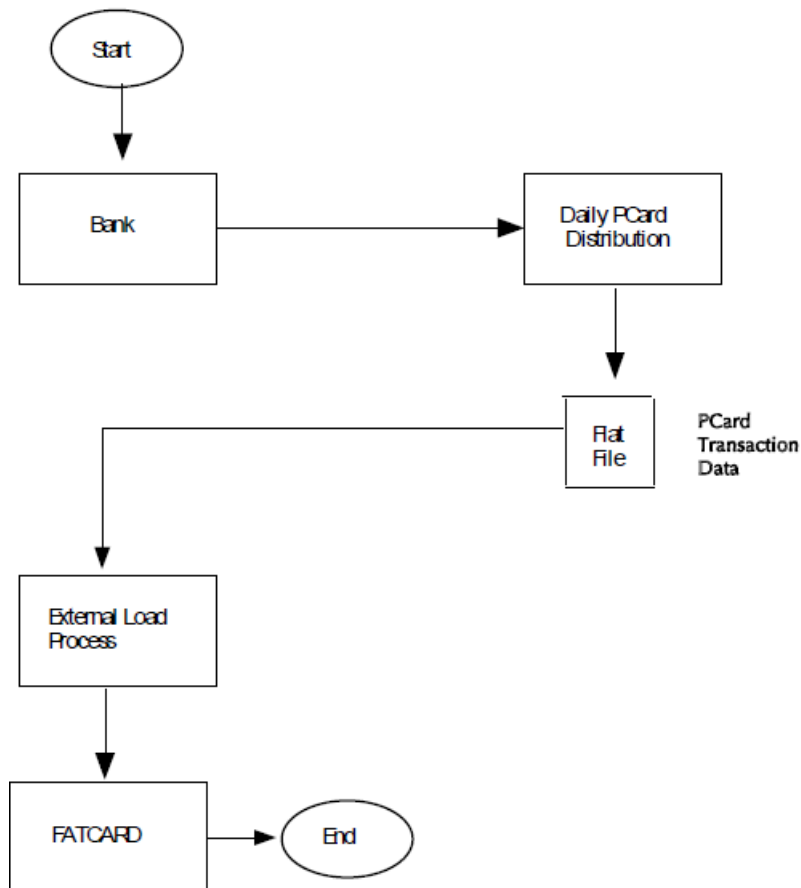 Start
Bank
Daily PCard
Distribution
Flat
File
PCard
Transaction
Data
External Load
Process
FATCARD
End